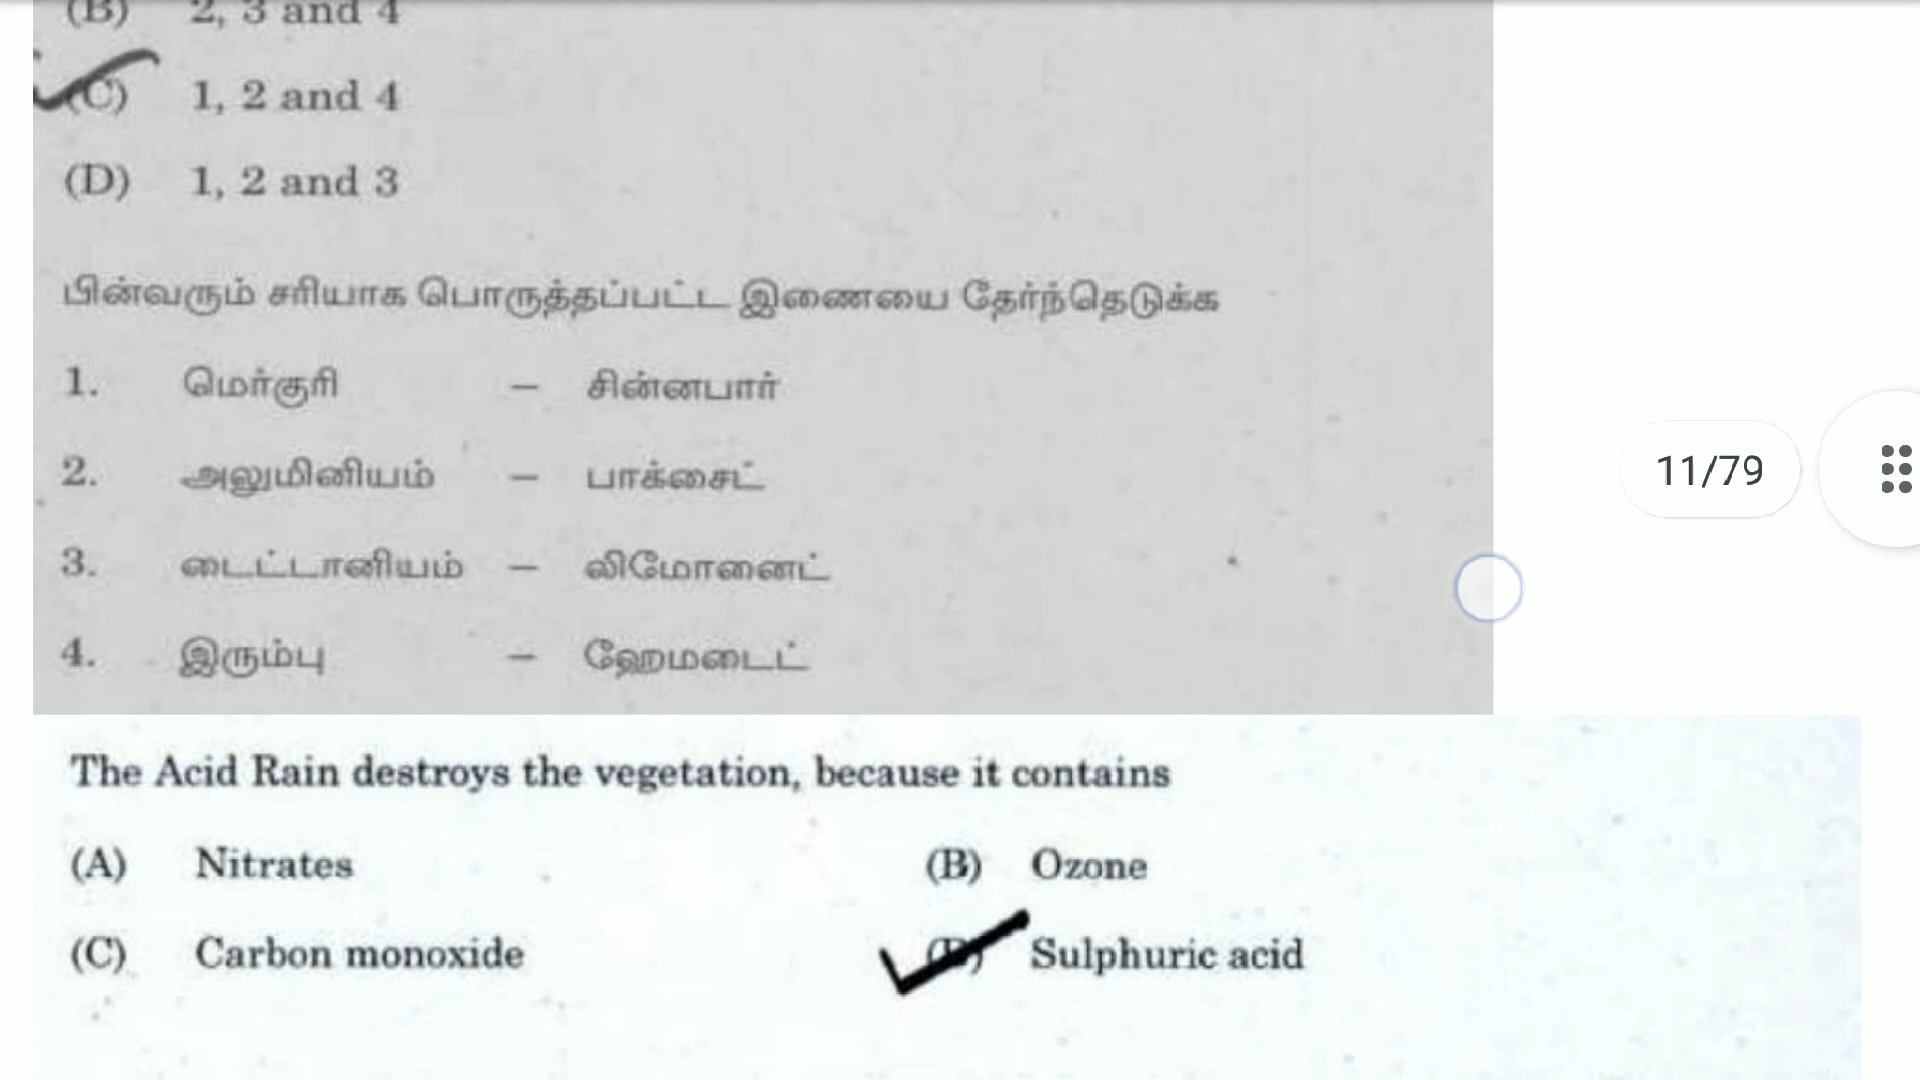 (B) 2, 3 and 4
(C) 1, 2 and 4
(D) 1, 2 and 3
பின்வரும் சரியாக பொருத்தப்பட்ட இணையை தேர்ந்தெடுக்க
1. மெர்குரி – சின்னபார்
2. அலுமினியம் – பாக்சைட்
3. டைட்டானியம் – லிமோனைட்
4. இரும்பு – ஹேமடைட்
11/79
The Acid Rain destroys the vegetation, because it contains
(A) Nitrates (B) Ozone
(C) Carbon monoxide (D) Sulphuric acid